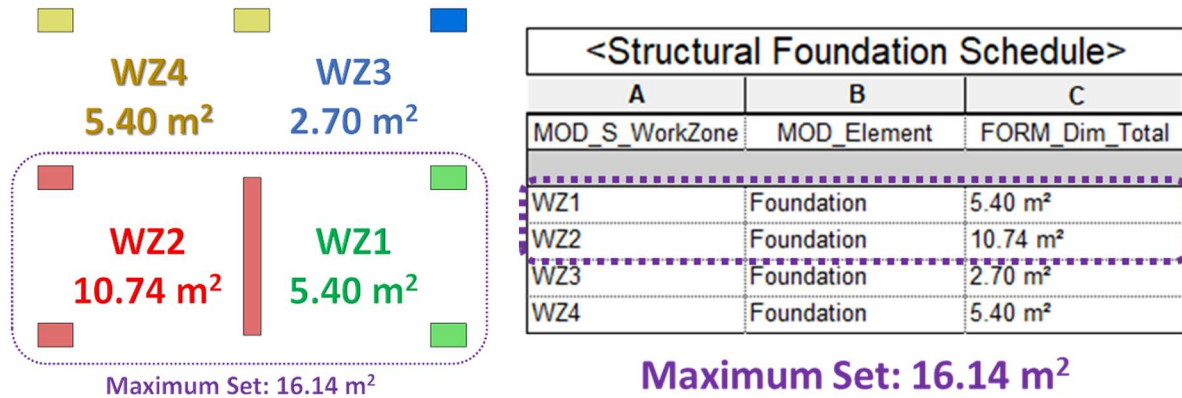 WZ4
5.40 m²
WZ3
2.70 m²
WZ2
10.74 m²
WZ1
5.40 m²
Maximum Set: 16.14 m²
<Structural Foundation Schedule>
A B C
MOD_S_WorkZone MOD_Element FORM_Dim_Total
WZ1 Foundation 5.40 m²
WZ2 Foundation 10.74 m²
WZ3 Foundation 2.70 m²
WZ4 Foundation 5.40 m²
Maximum Set: 16.14 m²